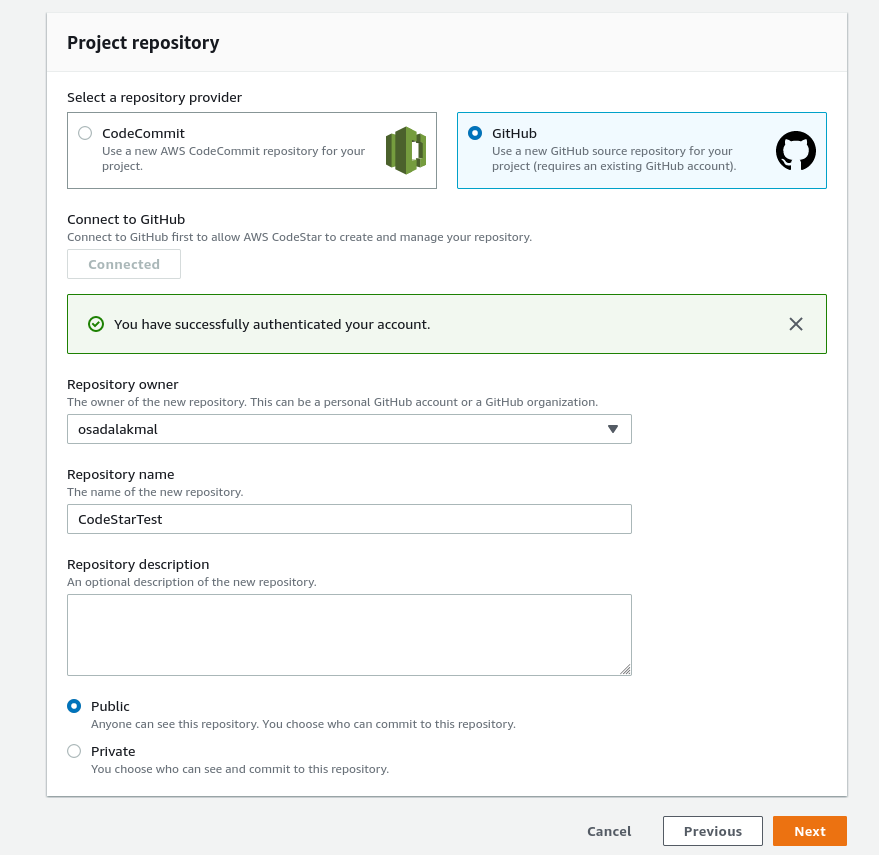 Project repository
Select a repository provider
CodeCommit
Use a new AWS CodeCommit repository for your
project.
GitHub
Use a new GitHub source repository for your
project (requires an existing GitHub account).
Connect to GitHub
Connect to GitHub first to allow AWS CodeStar to create and manage your repository.
Connected
You have successfully authenticated your account.
Repository owner
The owner of the new repository. This can be a personal GitHub account or a GitHub organization.
osadalakmal
Repository name
The name of the new repository.
CodeStarTest
Repository description
An optional description of the new repository.
Public
Anyone can see this repository. You choose who can commit to this repository.
Private
You choose who can see and commit to this repository.
Cancel
Previous
Next